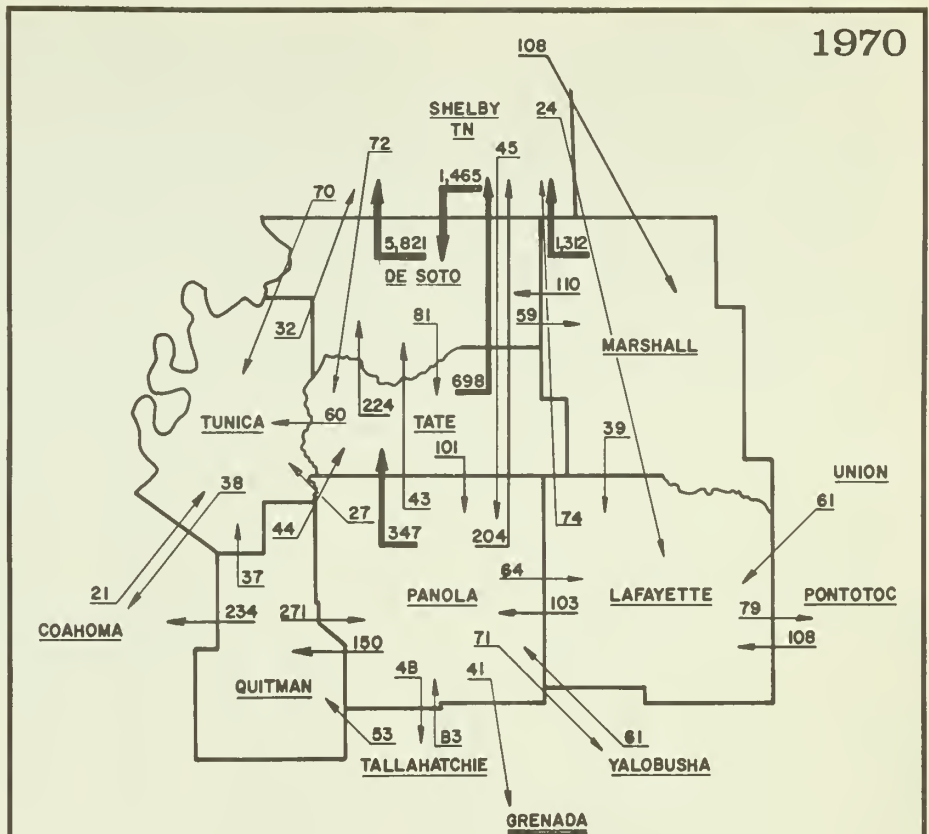 1970
108
SHELBY
TN
24
72
45
70
1,465
5,821
1,312
DE SOTO
110
32
81
59
MARSHALL
698
224
TUNICA
60
TATE
39
101
UNION
38
43
61
27
44
74
347
204
37
64
21
PANOLA
LAFAYETTE
79
PONTOTOC
103
COAHOMA
234
271
108
150
71
4B
41
QUITMAN
53
B3
61
TALLAHATCHIE
YALOBUSHA
GRENADA